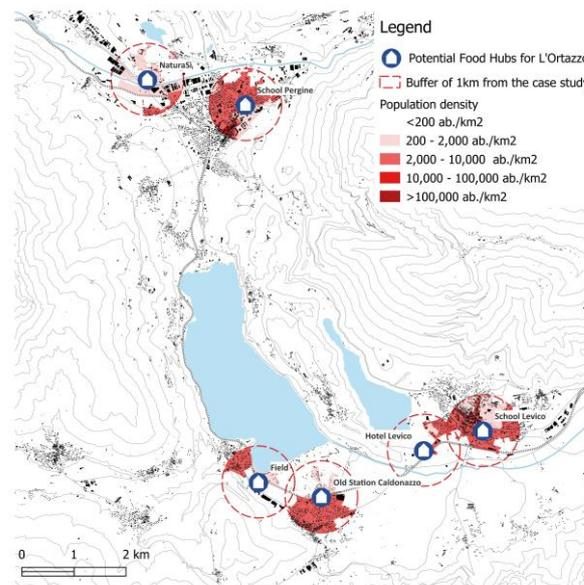 Legend
Potential Food Hubs for L'Ortazzo
Buffer of 1km from the case study
Population density
<200 ab./km2
200 - 2,000 ab./km2
2,000 - 10,000 ab./km2
10,000 - 100,000 ab./km2
>100,000 ab./km2
NaturaSì
School Pergine
School Levico
Hotel Levico
Field
Old Station Caldonazzo
0 1 2 km